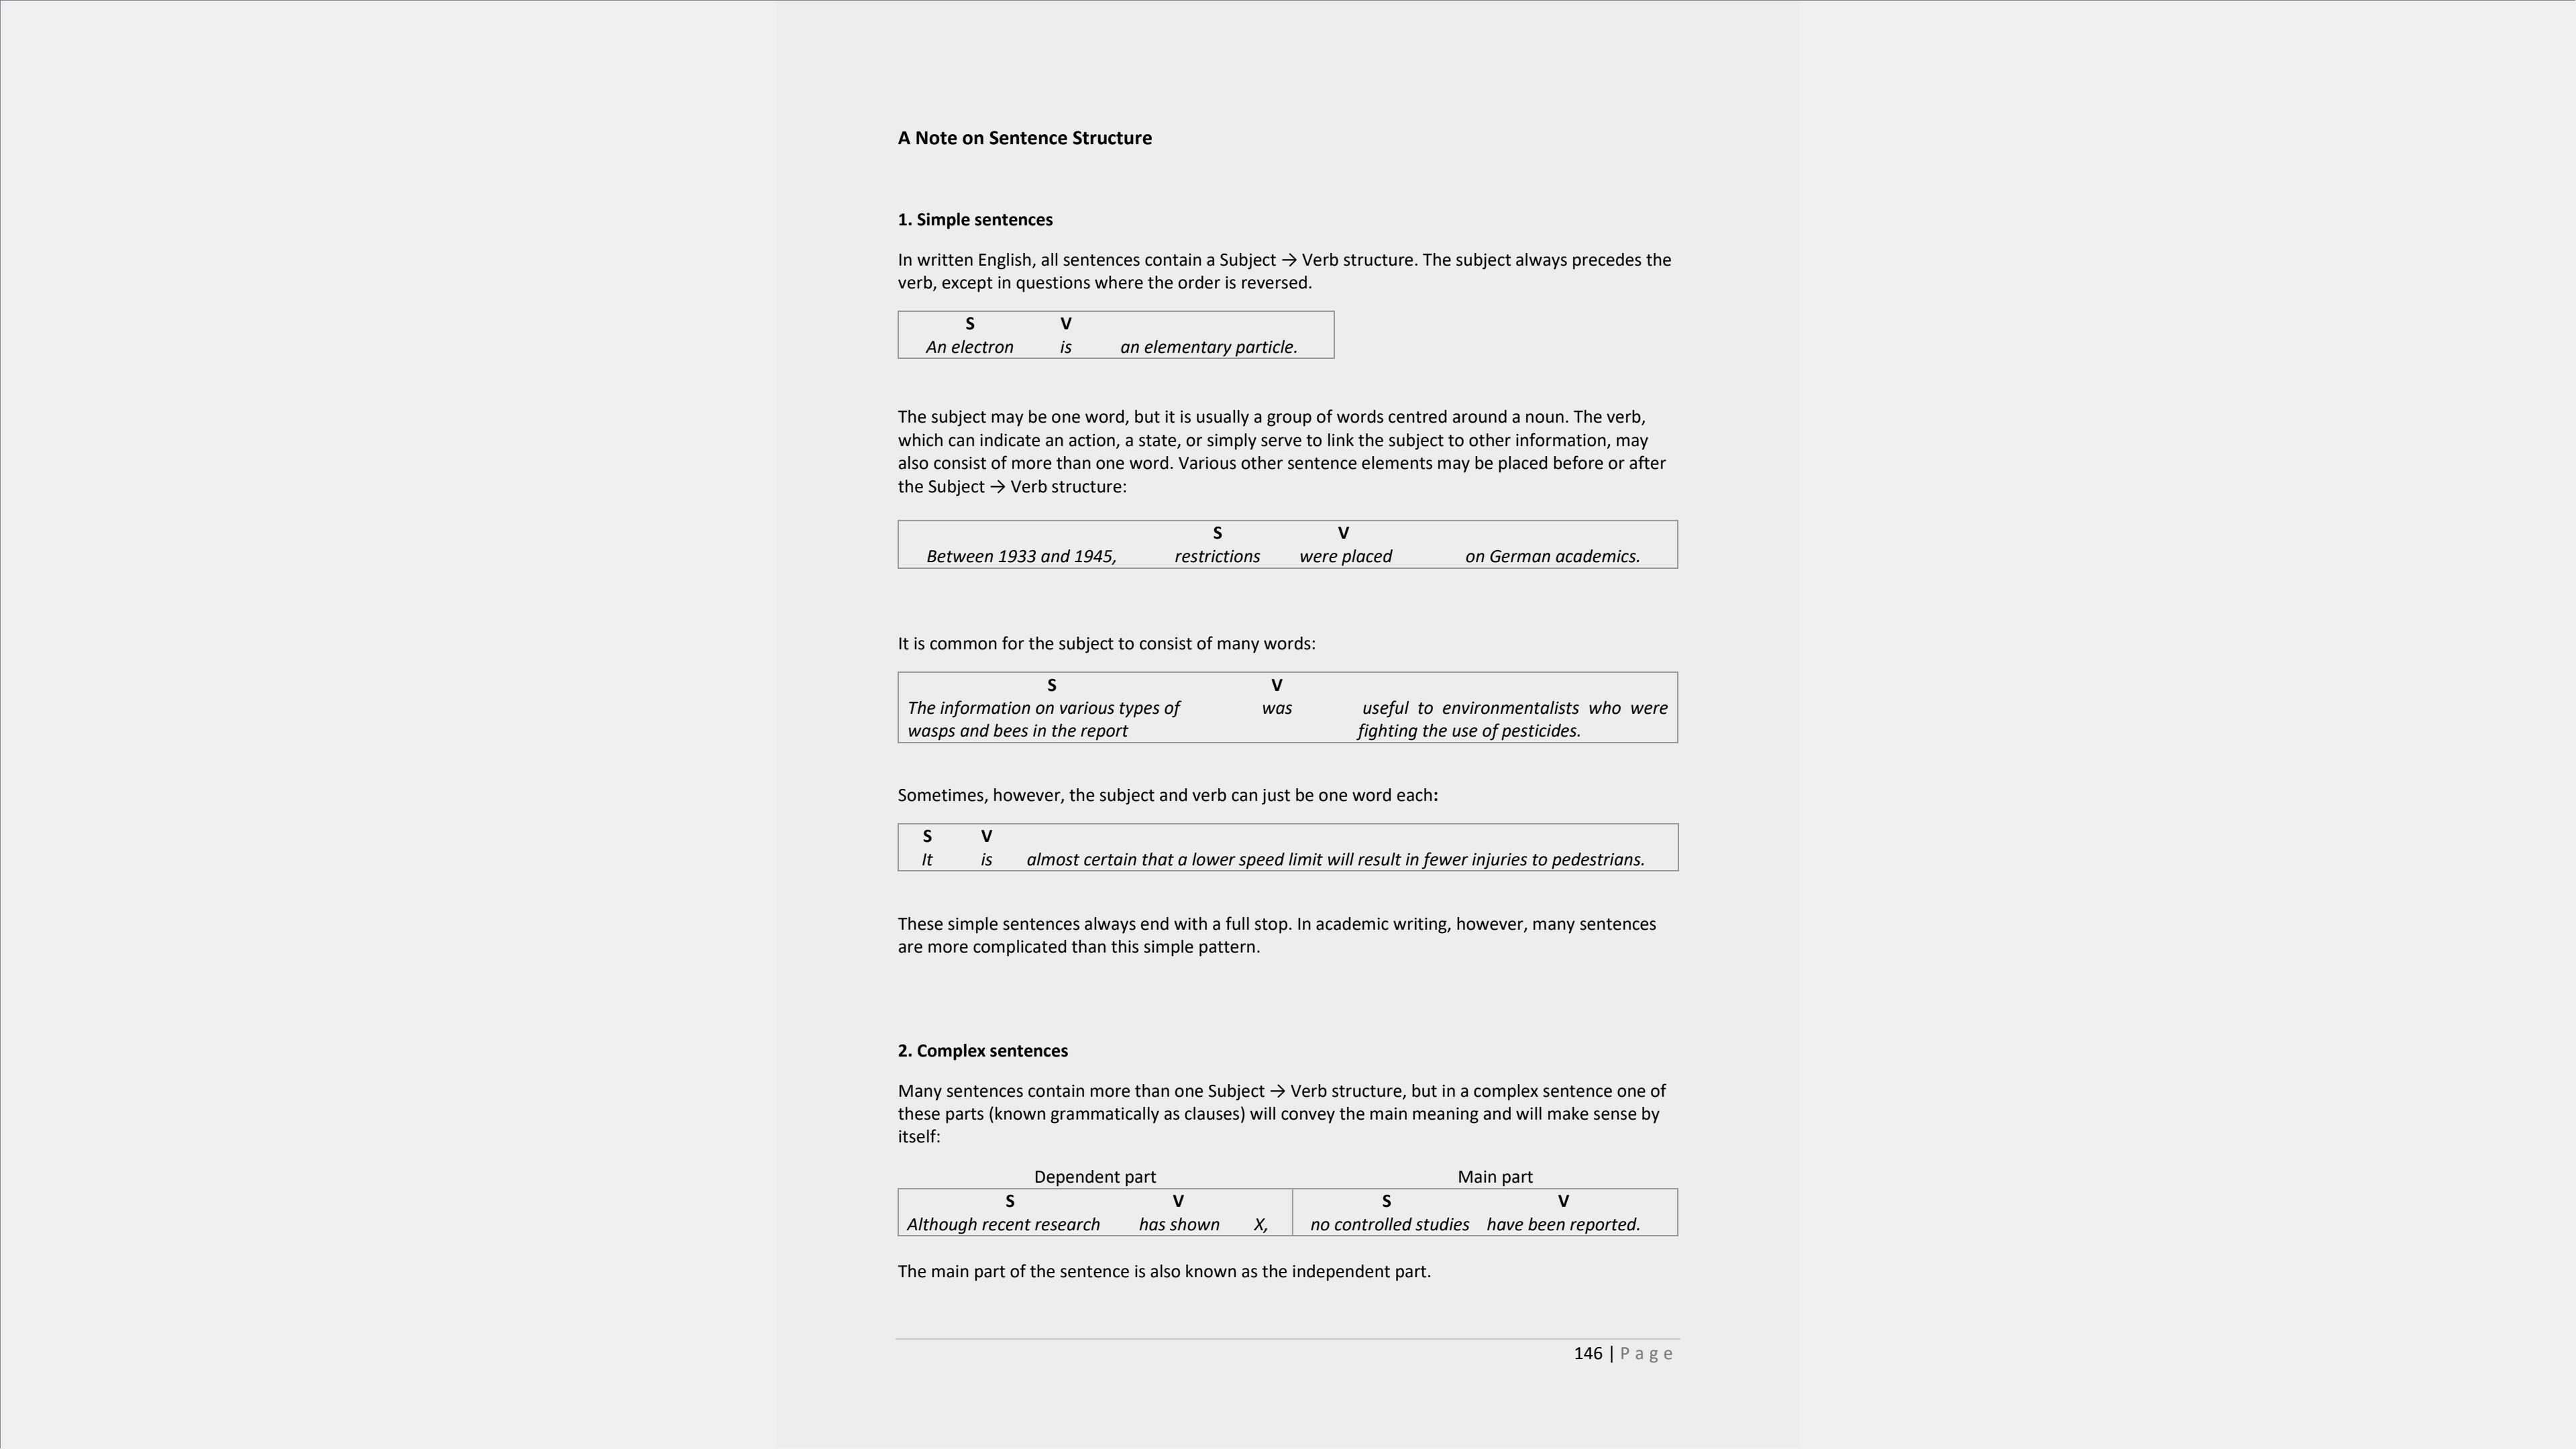 A Note on Sentence Structure
1. Simple sentences
In written English, all sentences contain a Subject → Verb structure. The subject always precedes the
verb, except in questions where the order is reversed.
S V
An electron is an elementary particle.
The subject may be one word, but it is usually a group of words centred around a noun. The verb,
which can indicate an action, a state, or simply serve to link the subject to other information, may
also consist of more than one word. Various other sentence elements may be placed before or after
the Subject → Verb structure:
S V
Between 1933 and 1945, restrictions were placed on German academics.
It is common for the subject to consist of many words:
S V
The information on various types of was useful to environmentalists who were
wasps and bees in the report fighting the use of pesticides.
Sometimes, however, the subject and verb can just be one word each:
S V
It is almost certain that a lower speed limit will result in fewer injuries to pedestrians.
These simple sentences always end with a full stop. In academic writing, however, many sentences
are more complicated than this simple pattern.
2. Complex sentences
Many sentences contain more than one Subject → Verb structure, but in a complex sentence one of
these parts (known grammatically as clauses) will convey the main meaning and will make sense by
itself:
Dependent part Main part
S V S V
Although recent research has shown X, no controlled studies have been reported.
The main part of the sentence is also known as the independent part.
146 | Page